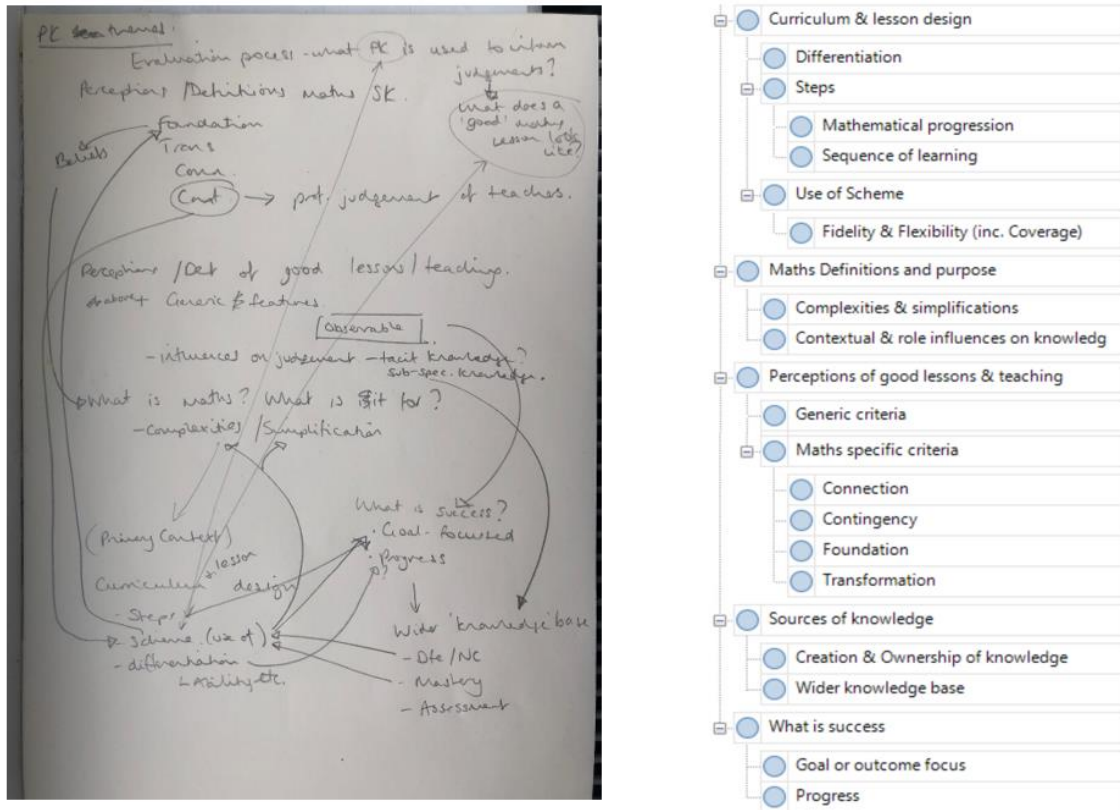 PK themes.
Evaluation pocess - what PK is used to inform
judgements?
Perceptions / Definitions maths SK.
what does a
'good' maths
lesson look
like?
Beliefs
Foundation
Trans
Conn.
Cont. → prof. judgement of teaches.
Perceptions / Def of good lessons / teaching.
or above + Generic features
Observable
- influences on judgement - tacit knowledge?
sub-spec. knowledge.
What is maths? What is it for?
- complexities / Simplification
What is success?
· Goal-focused
· Progress
?
(Primary Context)
Curriculum + lesson design
- Steps
- Scheme (use of)
- differentiation
Ability etc.
Wider 'knowledge' base
- Dfe / NC
- Mastery
- Assessment
Curriculum & lesson design
Differentiation
Steps
Mathematical progression
Sequence of learning
Use of Scheme
Fidelity & Flexibility (inc. Coverage)
Maths Definitions and purpose
Complexities & simplifications
Contextual & role influences on knowledg
Perceptions of good lessons & teaching
Generic criteria
Maths specific criteria
Connection
Contingency
Foundation
Transformation
Sources of knowledge
Creation & Ownership of knowledge
Wider knowledge base
What is success
Goal or outcome focus
Progress